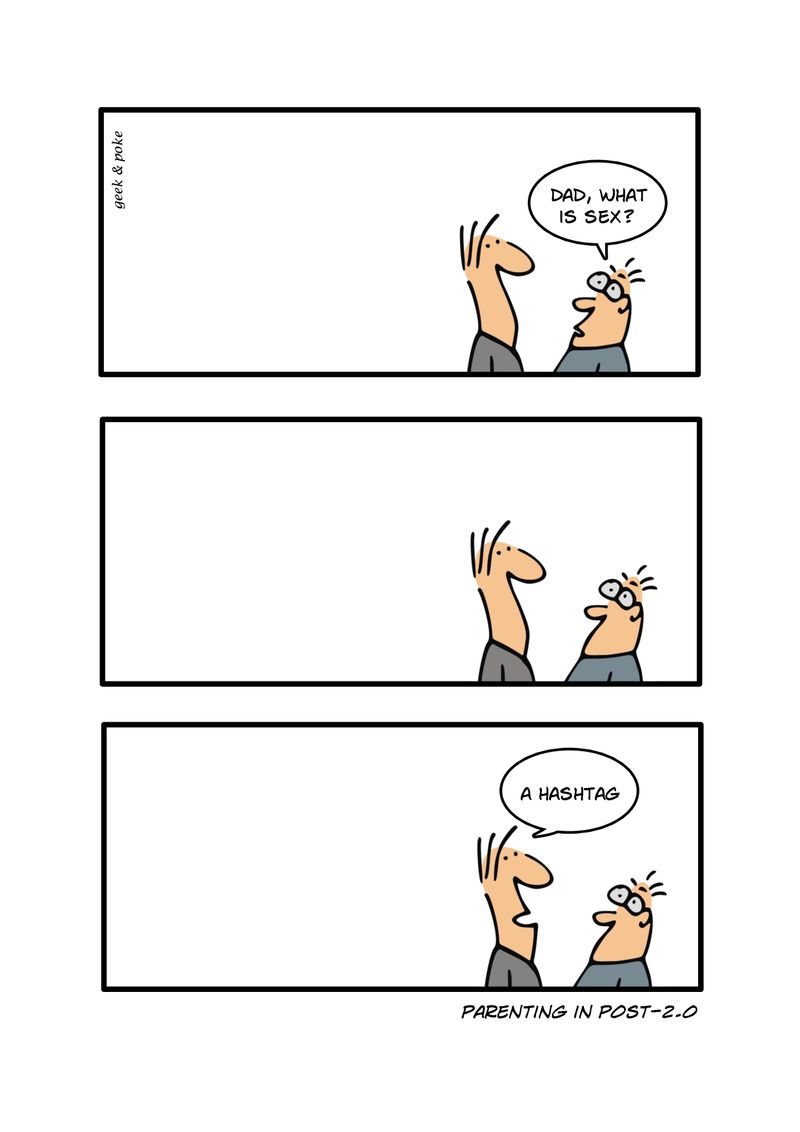 geek & poke
DAD, WHAT
IS SEX?
A HASHTAG
PARENTING IN POST-2.0